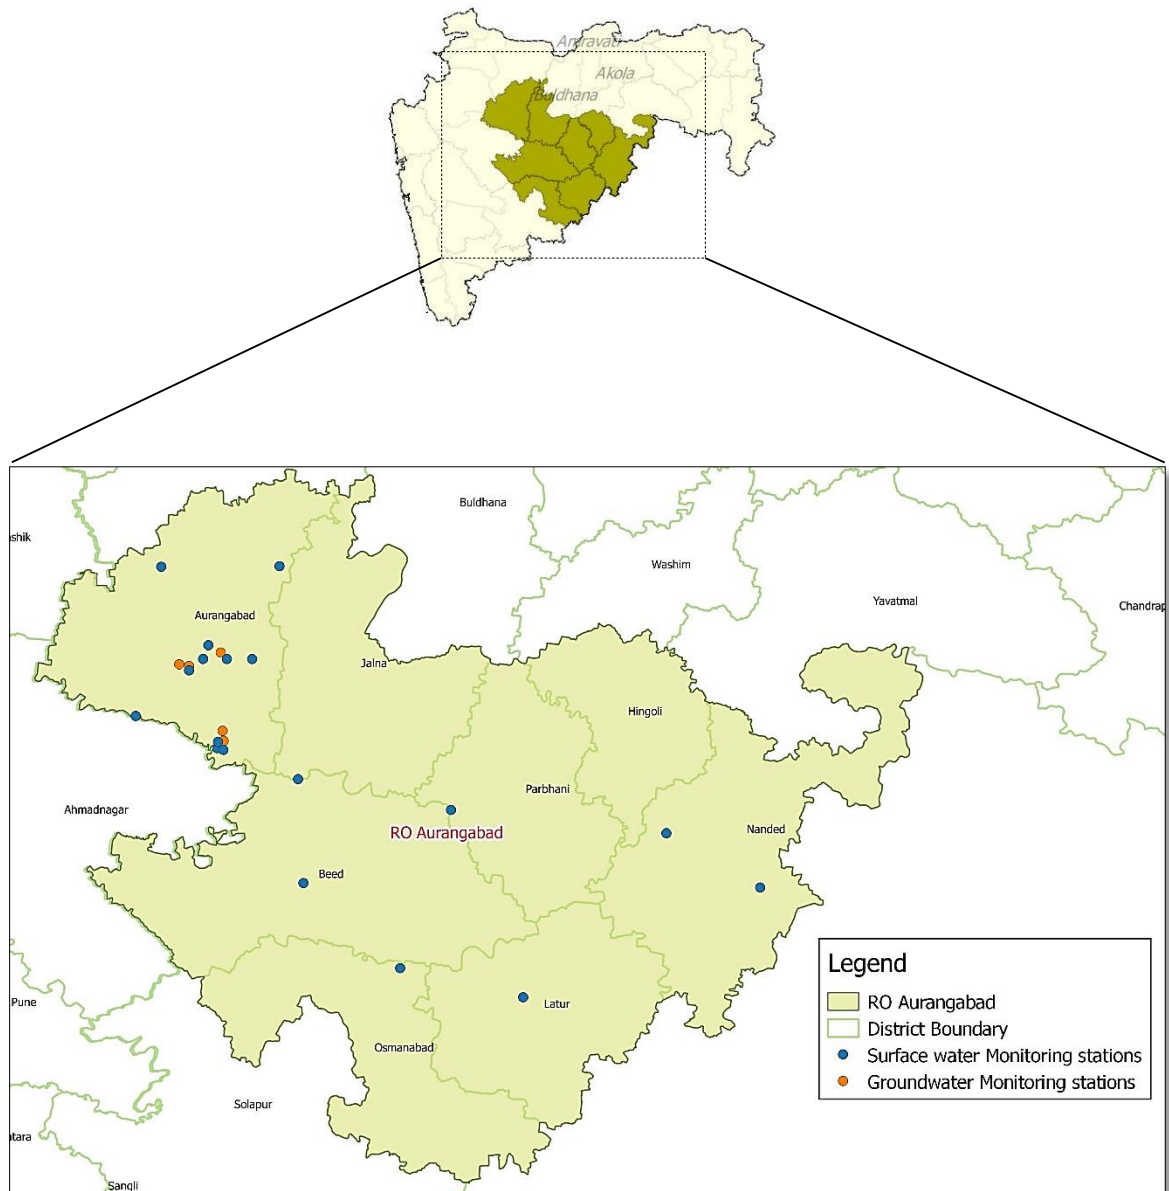 Amravati
Akola
Buldhana
Buldhana
ashik
Washim
Yavatmal
Chandrap
Aurangabad
Jalna
Hingoli
Parbhani
Ahmadnagar
RO Aurangabad
Nanded
Beed
Legend
Pune
Latur
RO Aurangabad
District Boundary
Osmanabad
Surface water Monitoring stations
Groundwater Monitoring stations
Solapur
tara
Sangli